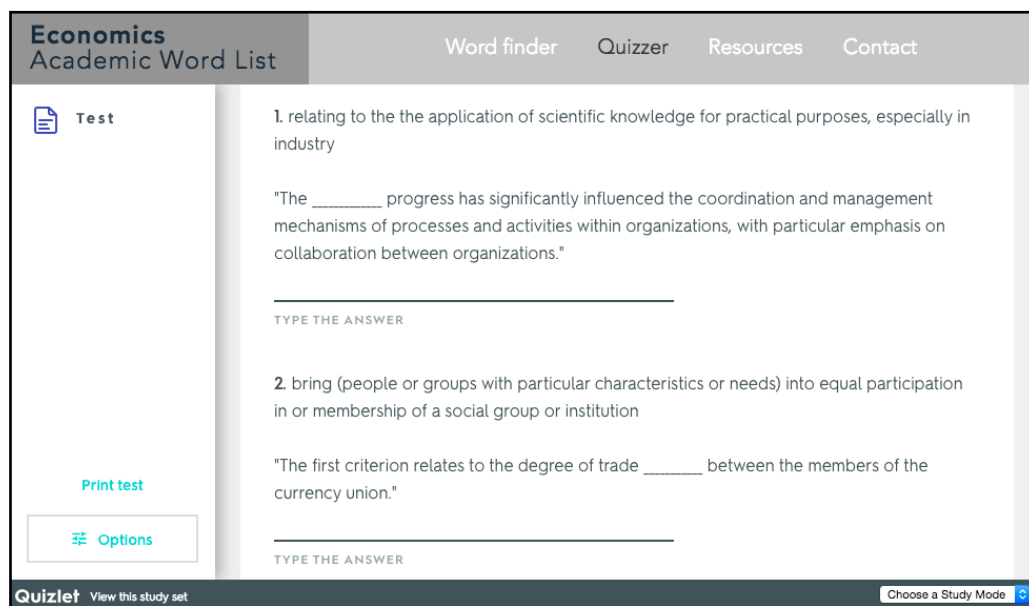 Economics
Academic Word List
Word finder Quizzer Resources Contact
Test
1. relating to the the application of scientific knowledge for practical purposes, especially in
industry
"The __________ progress has significantly influenced the coordination and management
mechanisms of processes and activities within organizations, with particular emphasis on
collaboration between organizations."
TYPE THE ANSWER
2. bring (people or groups with particular characteristics or needs) into equal participation
in or membership of a social group or institution
"The first criterion relates to the degree of trade _________ between the members of the
currency union."
TYPE THE ANSWER
Print test
Options
Quizlet View this study set
Choose a Study Mode